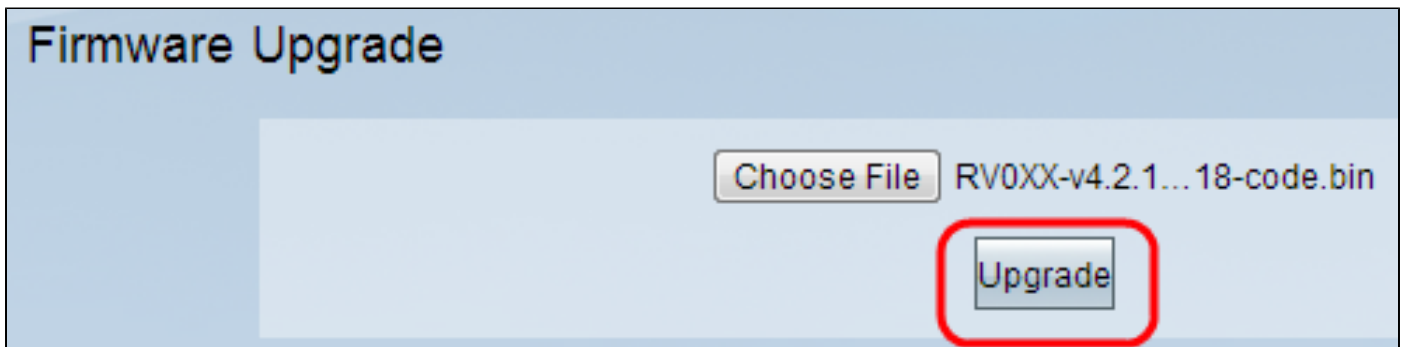 Firmware Upgrade
Choose File RV0XX-v4.2.1...18-code.bin
Upgrade